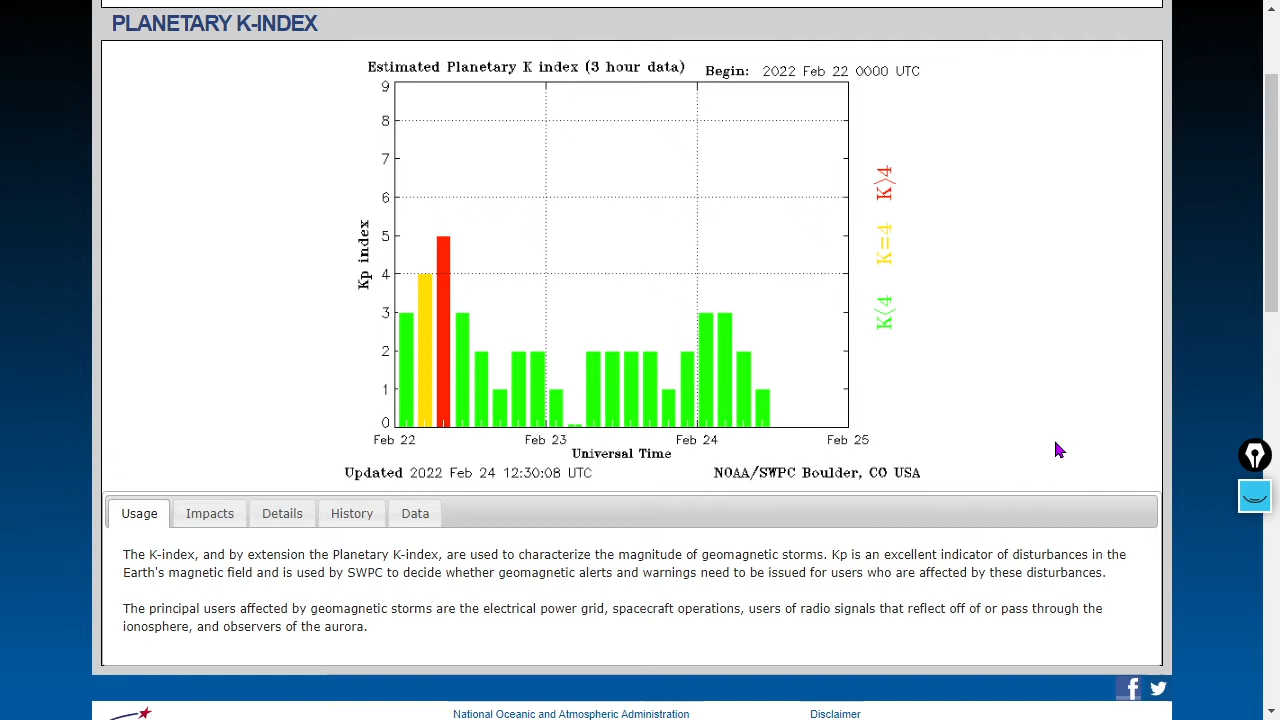 PLANETARY K-INDEX
Estimated Planetary K index (3 hour data)
Begin: 2022 Feb 22 0000 UTC
9
8
7
6
5
4
3
2
1
0
Kp index
K>4
K=4
K<4
Feb 22
Feb 23
Feb 24
Feb 25
Universal Time
Updated 2022 Feb 24 12:30:08 UTC
NOAA/SWPC Boulder, CO USA
Usage
Impacts
Details
History
Data
The K-index, and by extension the Planetary K-index, are used to characterize the magnitude of geomagnetic storms. Kp is an excellent indicator of disturbances in the
Earth's magnetic field and is used by SWPC to decide whether geomagnetic alerts and warnings need to be issued for users who are affected by these disturbances.
The principal users affected by geomagnetic storms are the electrical power grid, spacecraft operations, users of radio signals that reflect off of or pass through the
ionosphere, and observers of the aurora.
National Oceanic and Atmospheric Administration
Disclaimer